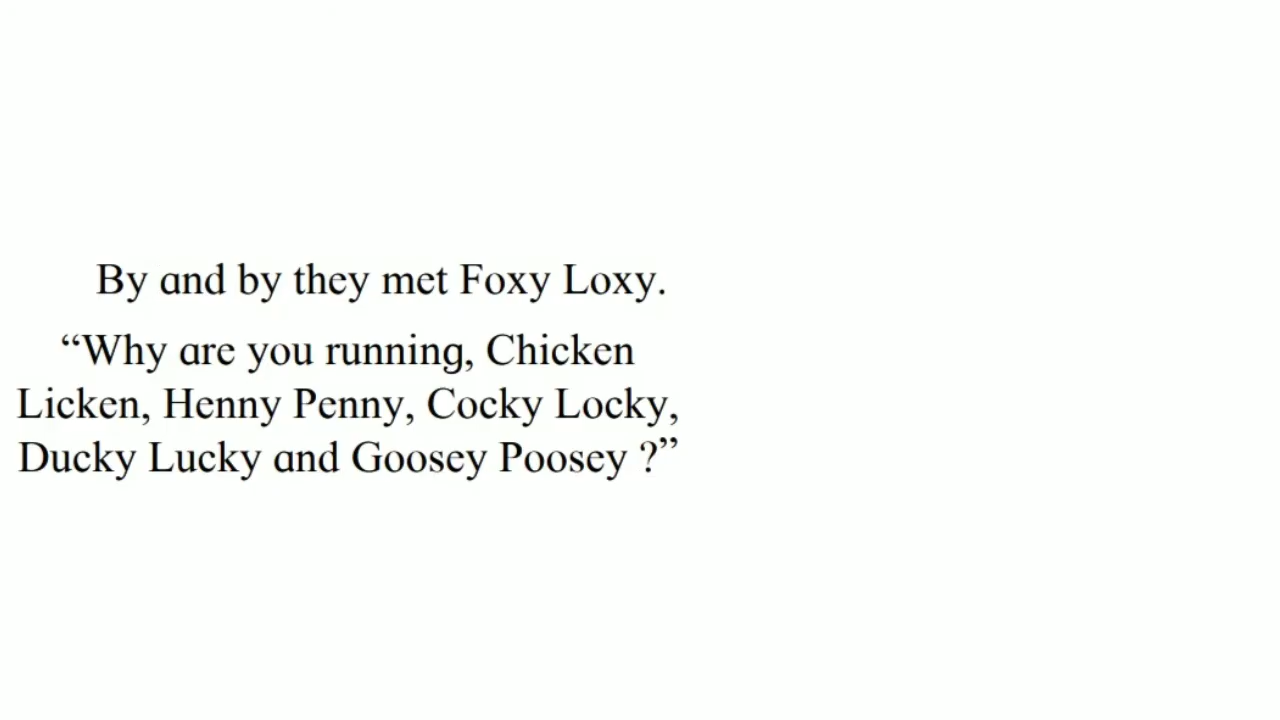 By and by they met Foxy Loxy.
“Why are you running, Chicken
Licken, Henny Penny, Cocky Locky,
Ducky Lucky and Goosey Poosey ?”